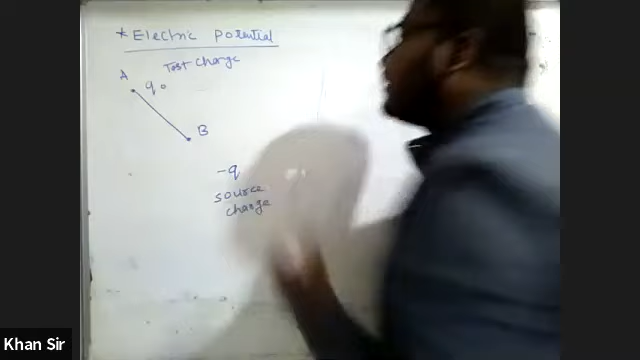 * Electric Potential
Test charge
A
q₀
B
-q
source
charge
Khan Sir